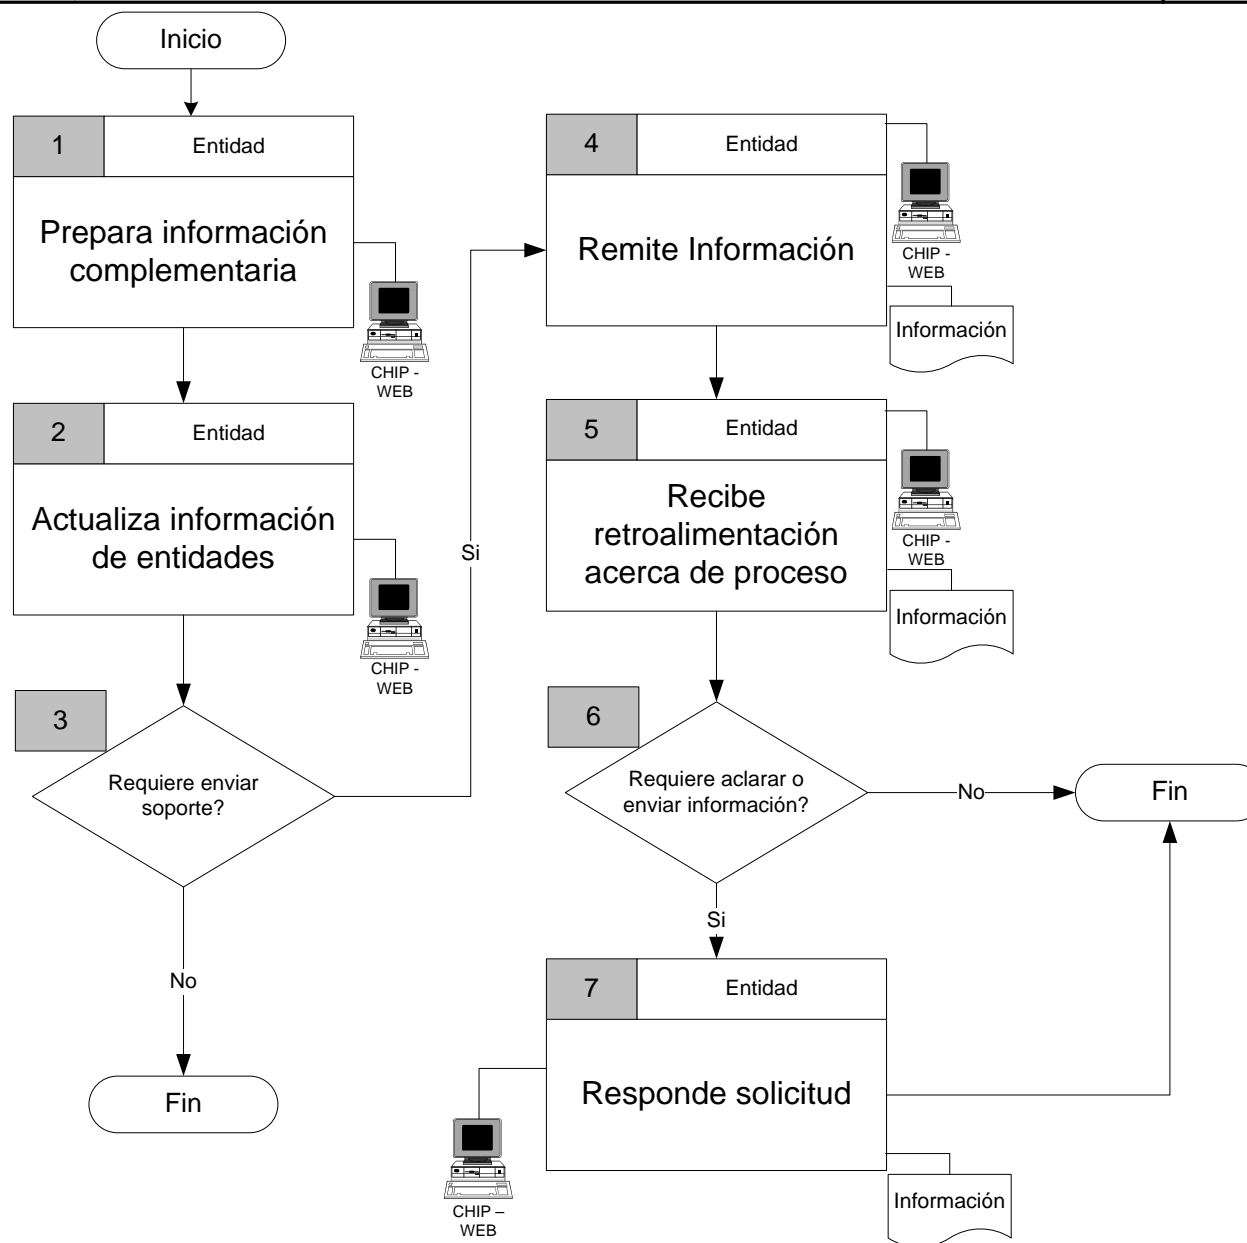 Inicio
1
Entidad
Prepara información
complementaria
CHIP -
WEB
2
Entidad
Actualiza información
de entidades
CHIP -
WEB
3
Requiere enviar
soporte?
Si
No
Fin
4
Entidad
Remite Información
CHIP -
WEB
Información
5
Entidad
Recibe
retroalimentación
acerca de proceso
CHIP -
WEB
Información
6
Requiere aclarar o
enviar información?
No
Fin
Si
7
Entidad
Responde solicitud
CHIP –
WEB
Información